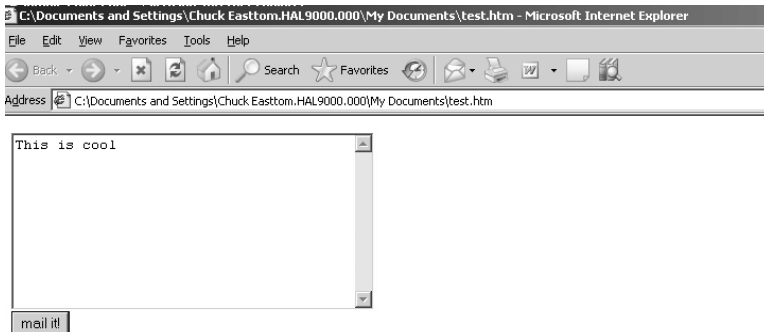 C:\Documents and Settings\Chuck Easttom.HAL9000.000\My Documents\test.htm - Microsoft Internet Explorer
File Edit View Favorites Tools Help
Back Search Favorites
Address C:\Documents and Settings\Chuck Easttom.HAL9000.000\My Documents\test.htm
This is cool
mail it!